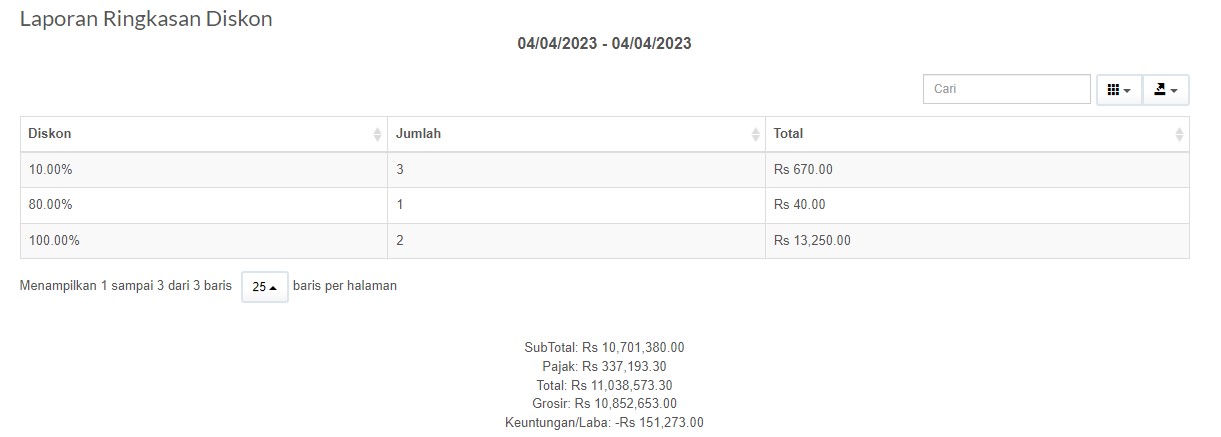 Laporan Ringkasan Diskon
04/04/2023 - 04/04/2023
Cari
Diskon Jumlah Total
10.00% 3 Rs 670.00
80.00% 1 Rs 40.00
100.00% 2 Rs 13,250.00
Menampilkan 1 sampai 3 dari 3 baris 25 baris per halaman
SubTotal: Rs 10,701,380.00
Pajak: Rs 337,193.30
Total: Rs 11,038,573.30
Grosir: Rs 10,852,653.00
Keuntungan/Laba: -Rs 151,273.00